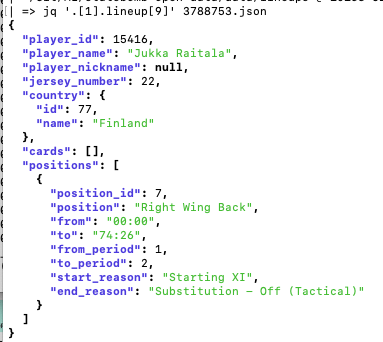 || => jq '.[1].lineup[9]' 3788753.json
{
  "player_id": 15416,
  "player_name": "Jukka Raitala",
  "player_nickname": null,
  "jersey_number": 22,
  "country": {
    "id": 77,
    "name": "Finland"
  },
  "cards": [],
  "positions": [
    {
      "position_id": 7,
      "position": "Right Wing Back",
      "from": "00:00",
      "to": "74:26",
      "from_period": 1,
      "to_period": 2,
      "start_reason": "Starting XI",
      "end_reason": "Substitution - Off (Tactical)"
    }
  ]
}